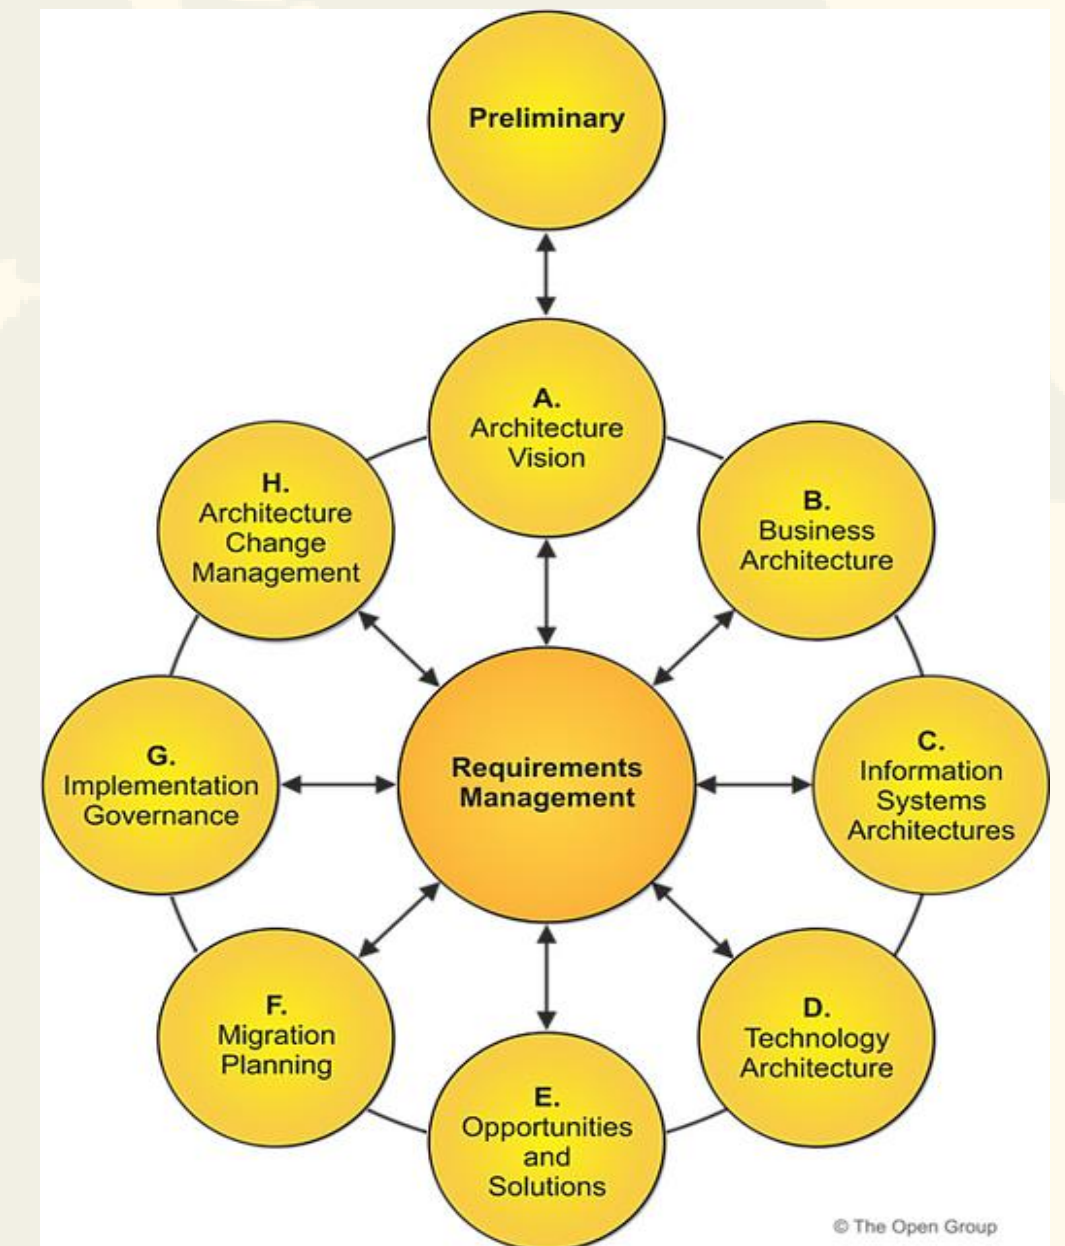 Preliminary
A.
Architecture
Vision
B.
Business
Architecture
C.
Information
Systems
Architectures
D.
Technology
Architecture
E.
Opportunities
and
Solutions
F.
Migration
Planning
G.
Implementation
Governance
H.
Architecture
Change
Management
Requirements
Management
© The Open Group